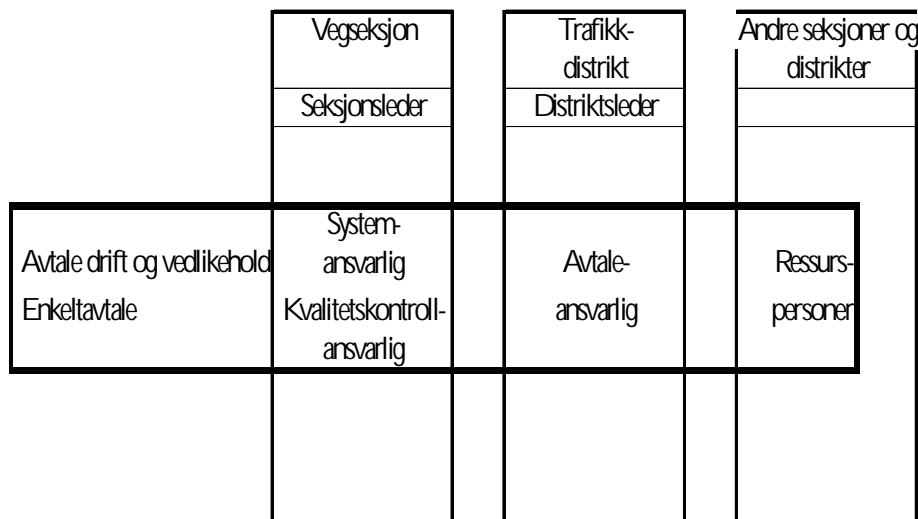 Vegseksjon
Trafikk-
distrikt
Andre seksjoner og
distrikter
Seksjonsleder
Distriktsleder
Avtale drift og vedlikehold
Enkeltavtale
System-
ansvarlig
Kvalitetskontroll-
ansvarlig
Avtale-
ansvarlig
Ressurs-
personer